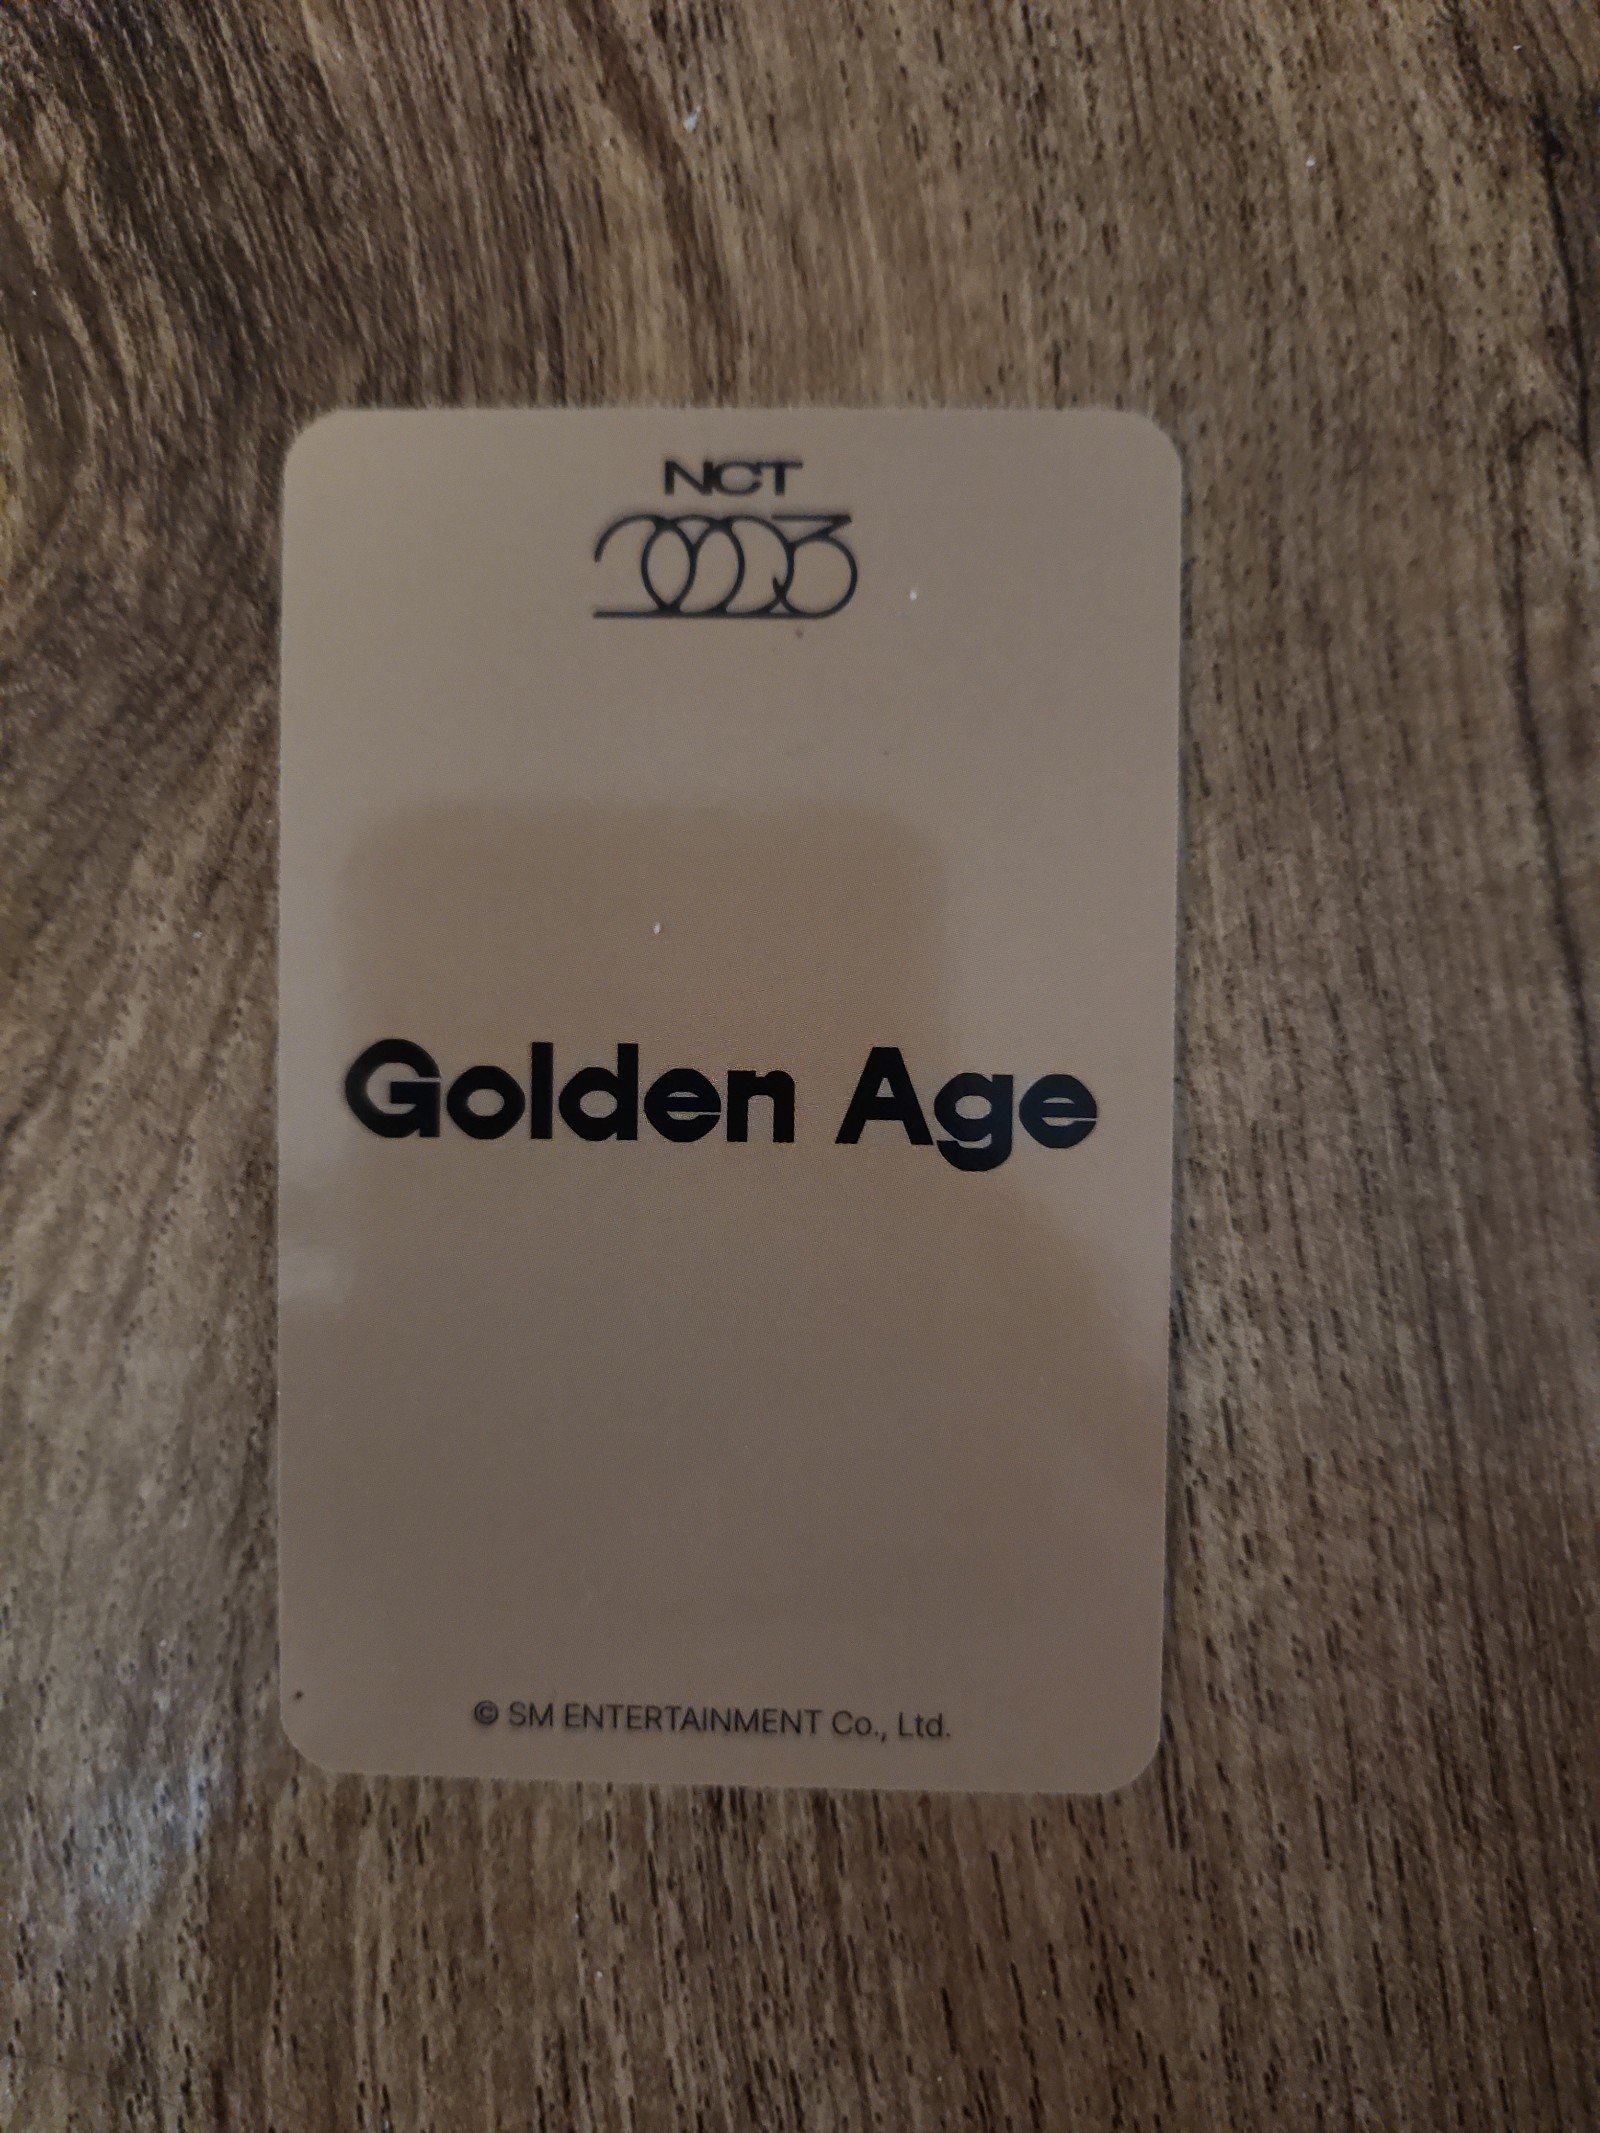 NCT
2023
Golden Age
© SM ENTERTAINMENT Co., Ltd.